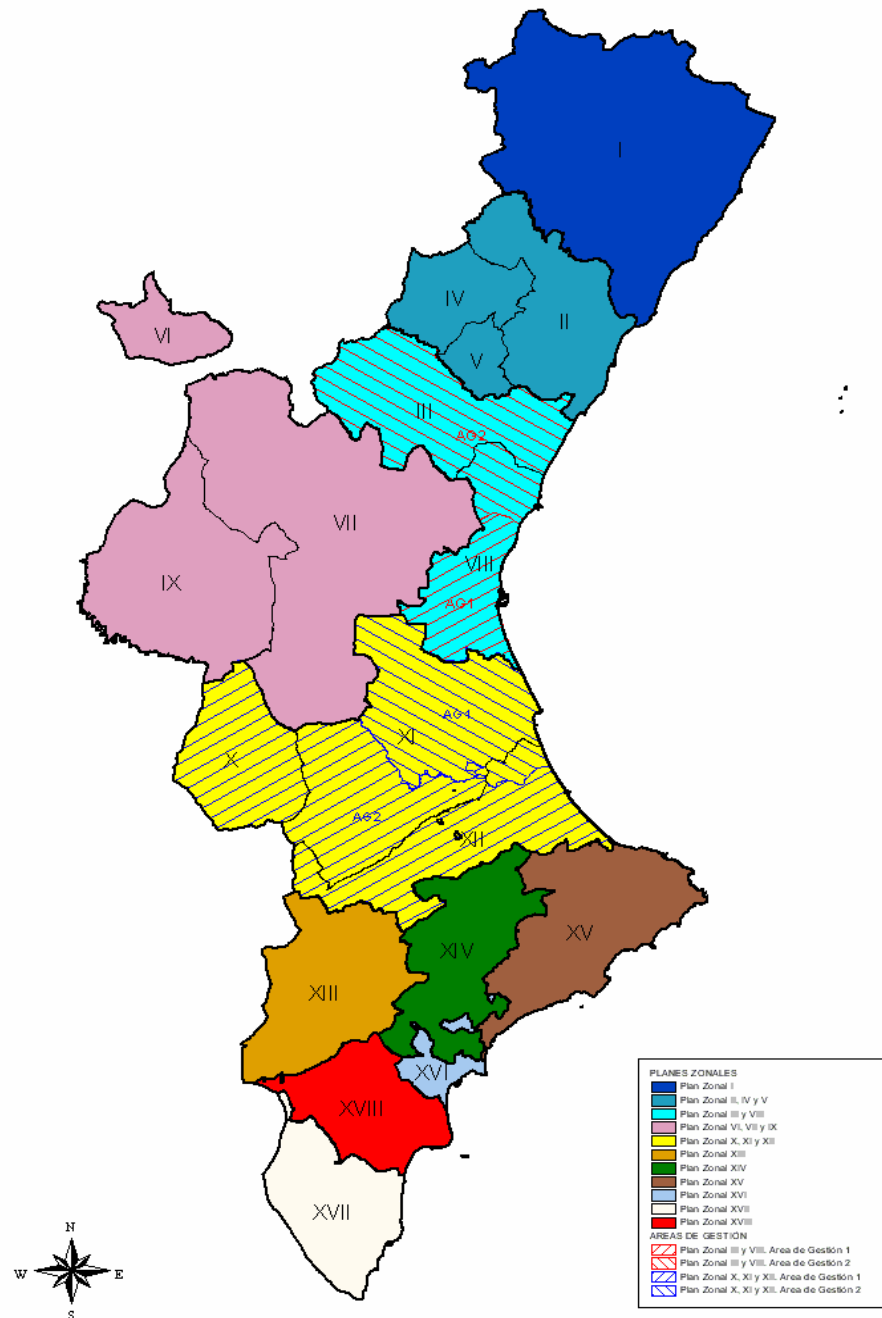 I
IV
II
VI
V
III
AG2
VII
VIII
IX
AG1
AG1
XI
X
AG2
XII
XIV
XV
XIII
XVI
XVIII
XVII
N
W E
S
PLANES ZONALES
Plan Zonal I
Plan Zonal II, IV y V
Plan Zonal III y VIII
Plan Zonal VI, VII y IX
Plan Zonal X, XI y XII
Plan Zonal XIII
Plan Zonal XIV
Plan Zonal XV
Plan Zonal XVI
Plan Zonal XVII
Plan Zonal XVIII
AREAS DE GESTIÓN
Plan Zonal III y VIII. Area de Gestión 1
Plan Zonal III y VIII. Area de Gestión 2
Plan Zonal X, XI y XII. Area de Gestión 1
Plan Zonal X, XI y XII. Area de Gestión 2